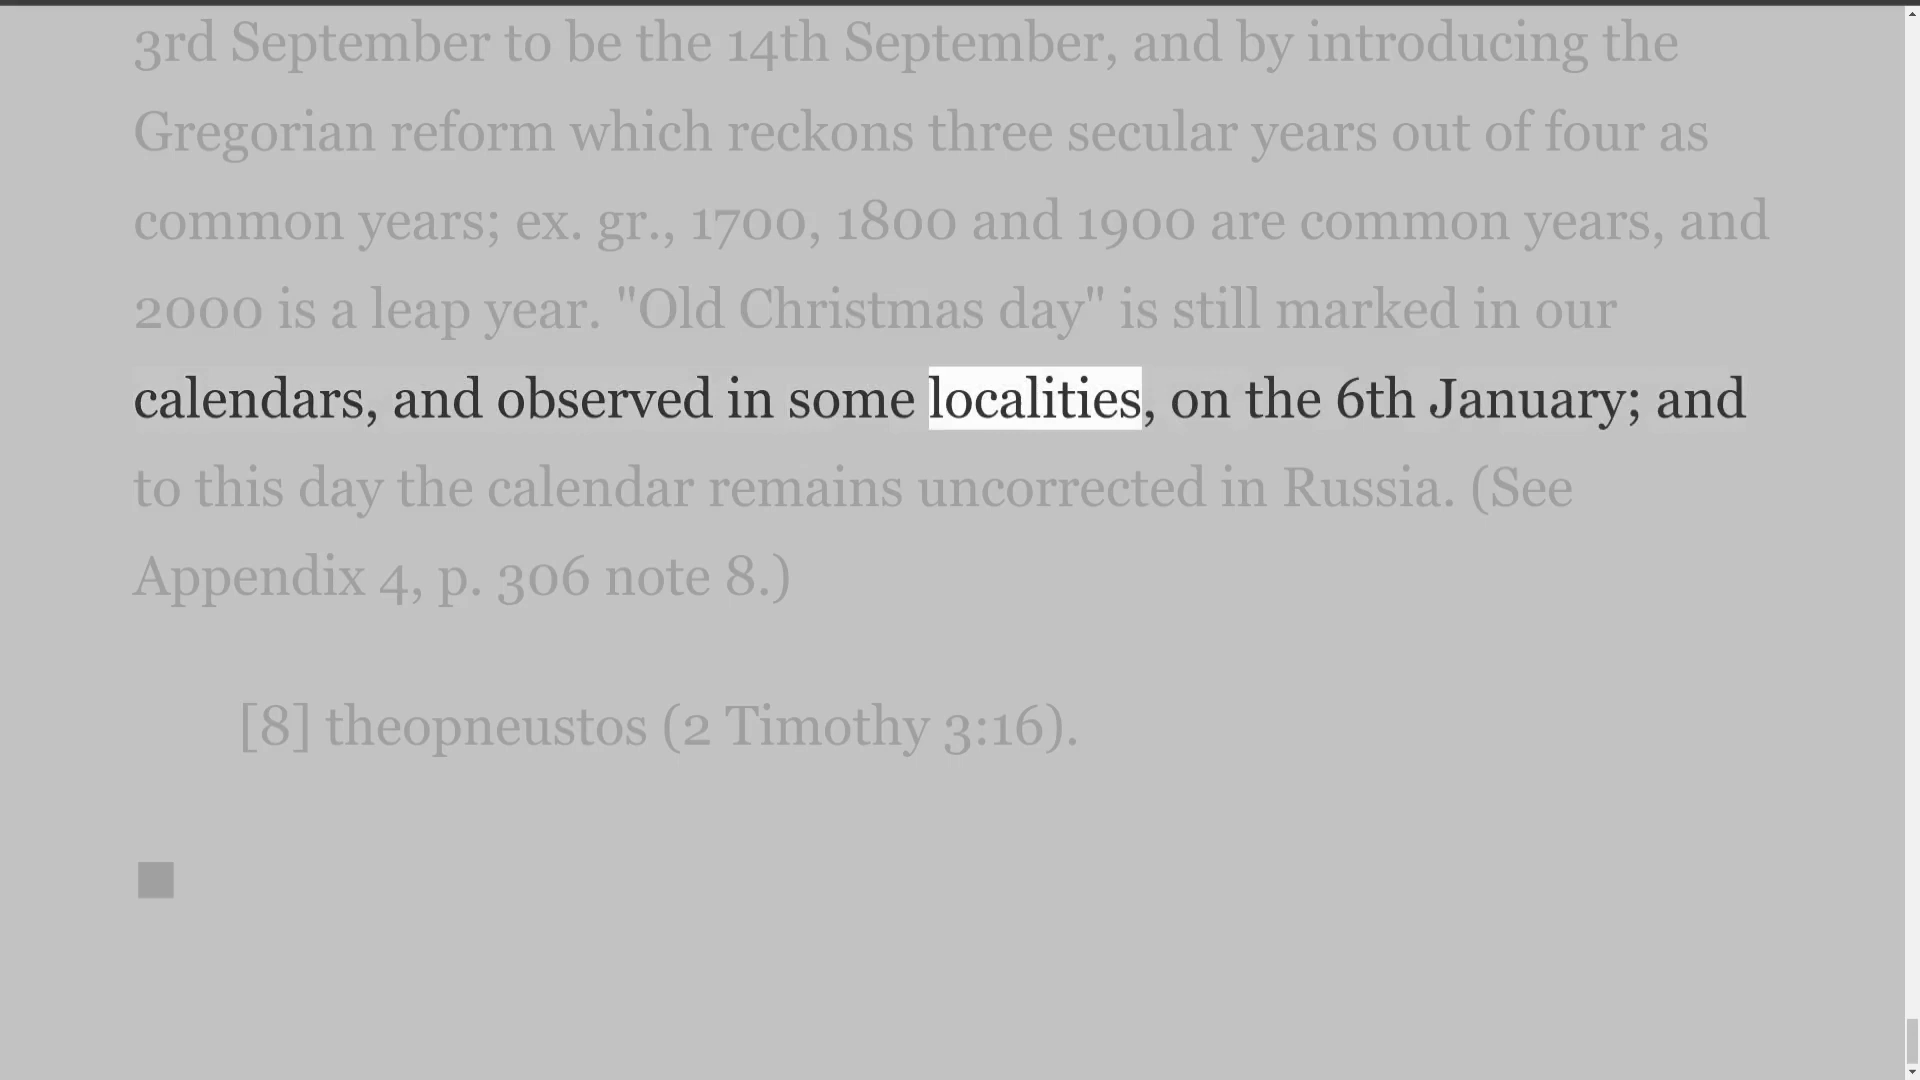 3rd September to be the 14th September, and by introducing the
Gregorian reform which reckons three secular years out of four as
common years; ex. gr., 1700, 1800 and 1900 are common years, and
2000 is a leap year. "Old Christmas day" is still marked in our
calendars, and observed in some localities, on the 6th January; and
to this day the calendar remains uncorrected in Russia. (See
Appendix 4, p. 306 note 8.)
[8] theopneustos (2 Timothy 3:16).